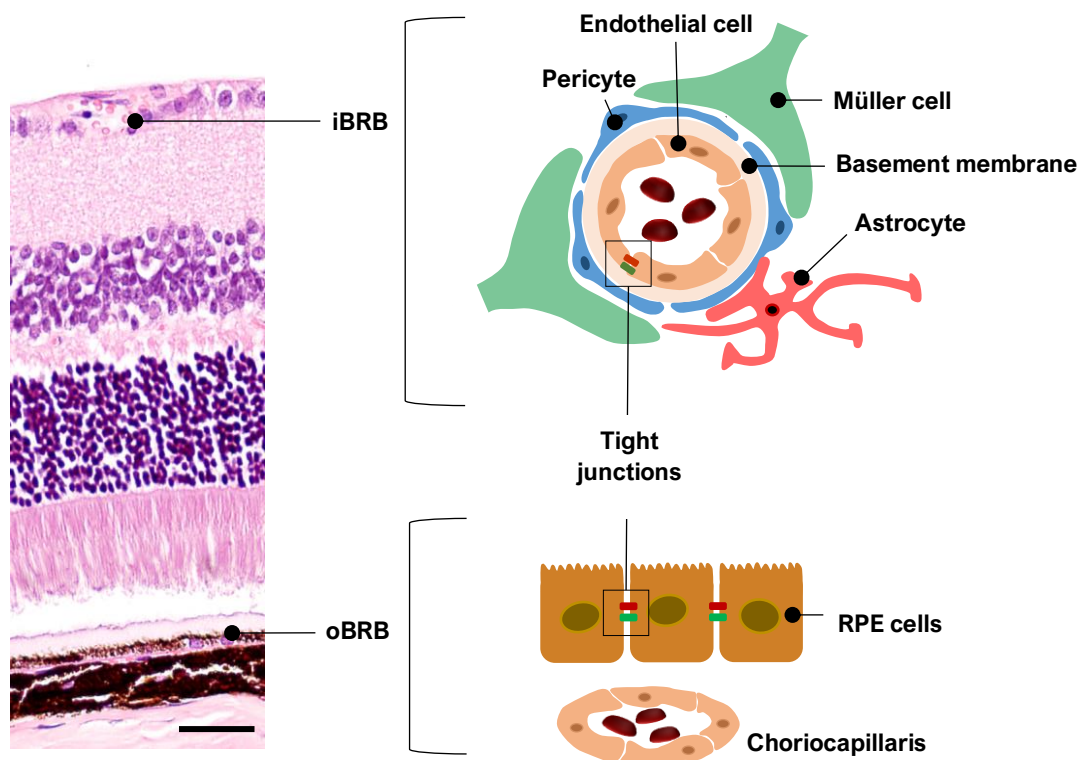 Endothelial cell
Pericyte
Müller cell
iBRB
Basement membrane
Astrocyte
Tight
junctions
oBRB
RPE cells
Choriocapillaris